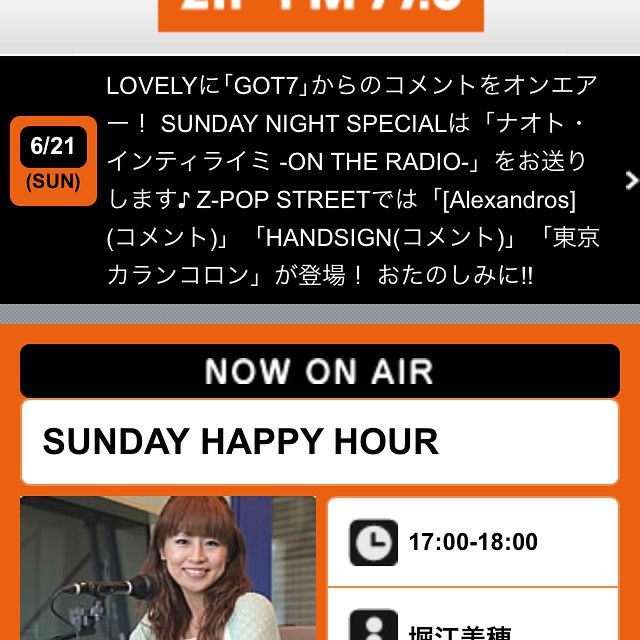 ZIP-FM 77.8
LOVELYに｢GOT7｣からのコメントをオンエア
ー！ SUNDAY NIGHT SPECIALは「ナオト・
インティライミ -ON THE RADIO-」をお送り
します♪ Z-POP STREETでは「[Alexandros]
(コメント)」「HANDSIGN(コメント)」「東京
カランコロン」が登場！ おたのしみに!!
6/21
(SUN)
NOW ON AIR
SUNDAY HAPPY HOUR
17:00-18:00
堀江美穂